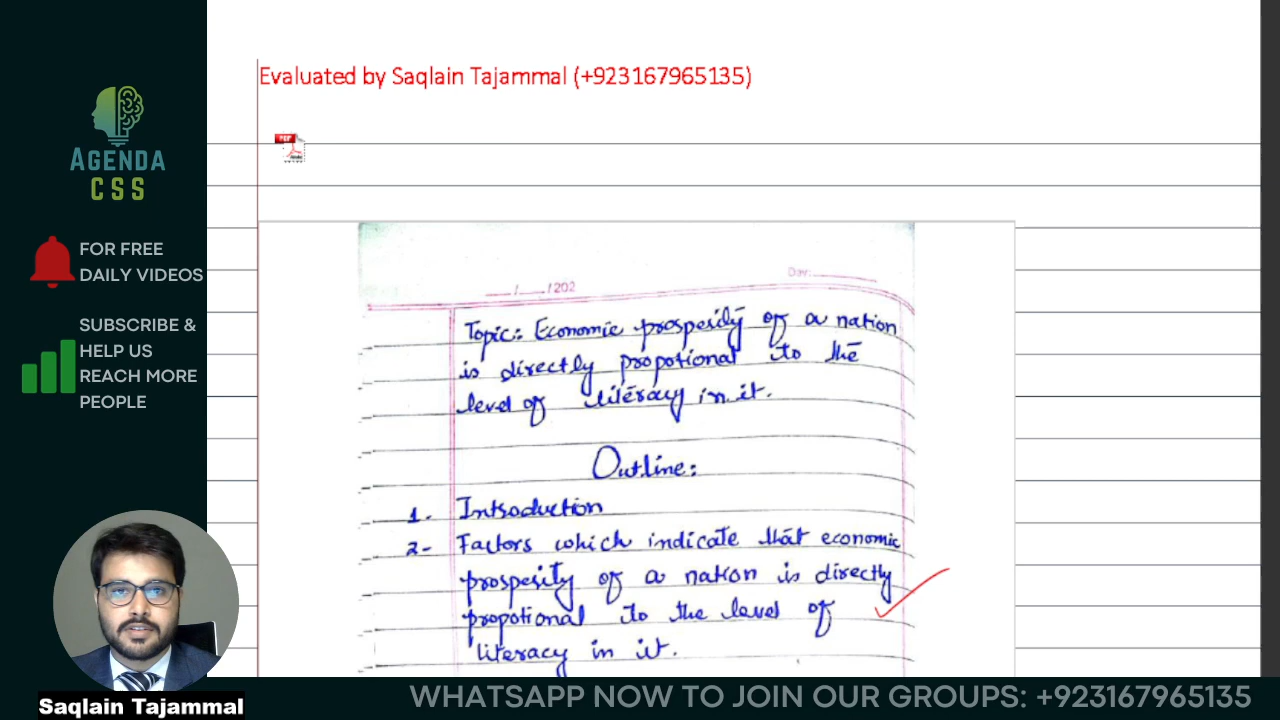 Evaluated by Saqlain Tajammal (+923167965135)
AGENDA
CSS
FOR FREE
DAILY VIDEOS
SUBSCRIBE &
HELP US
REACH MORE
PEOPLE
PDF
___/___/202
Day:
Topic: Economic prosperity of a nation
is directly propotional to the
level of literacy in it.
Outline:
1- Introduction
2- Factors which indicate that economic
prosperity of a nation is directly
propotional to the level of
literacy in it.
Saqlain Tajammal
WHATSAPP NOW TO JOIN OUR GROUPS: +923167965135